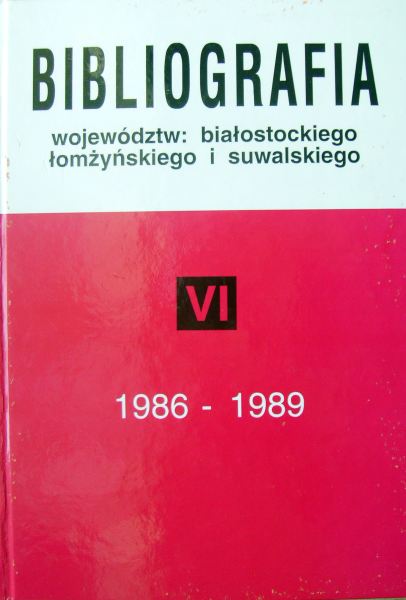 BIBLIOGRAFIA
województw: białostockiego
łomżyńskiego i suwalskiego
VI
1986 - 1989